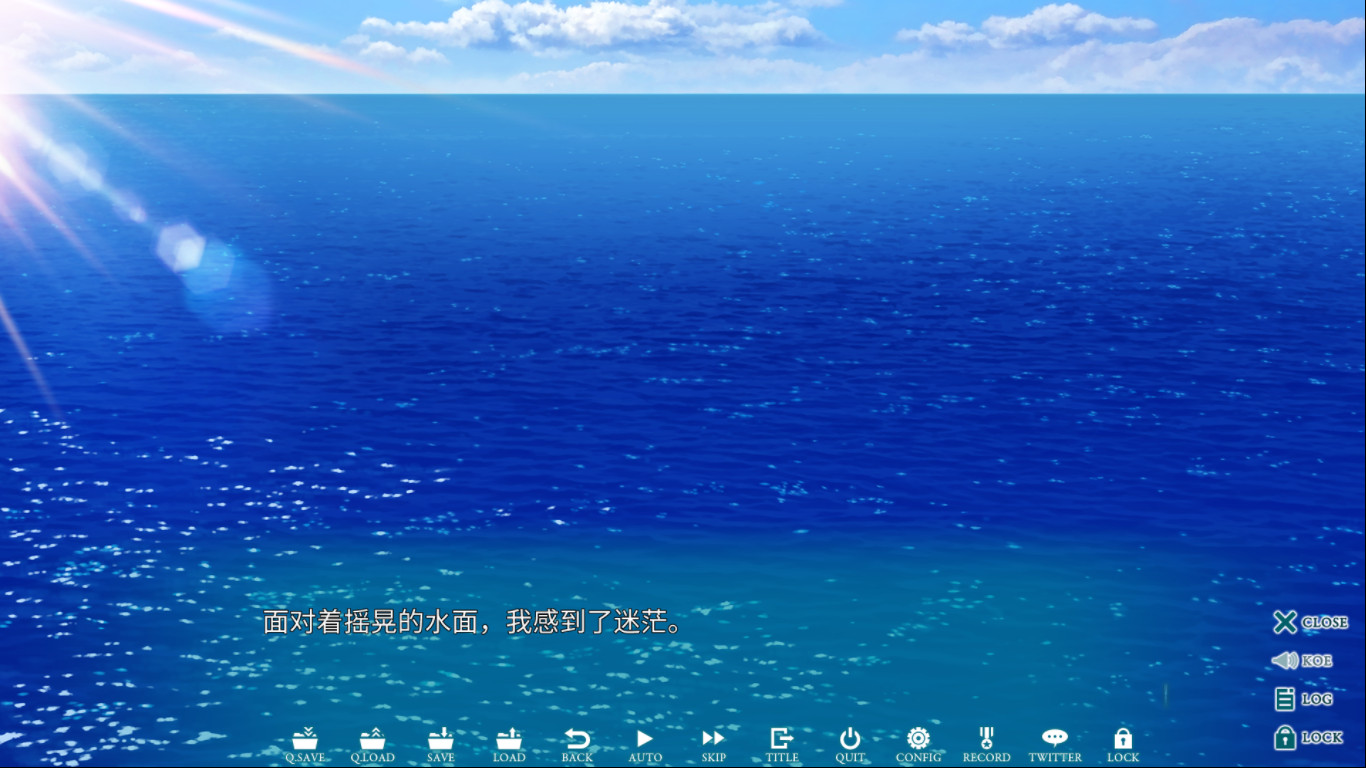 面对着摇晃的水面，我感到了迷茫。
CLOSE
KOE
LOG
LOCK
Q.SAVE Q.LOAD SAVE LOAD BACK AUTO SKIP TITLE QUIT CONFIG RECORD TWITTER LOCK